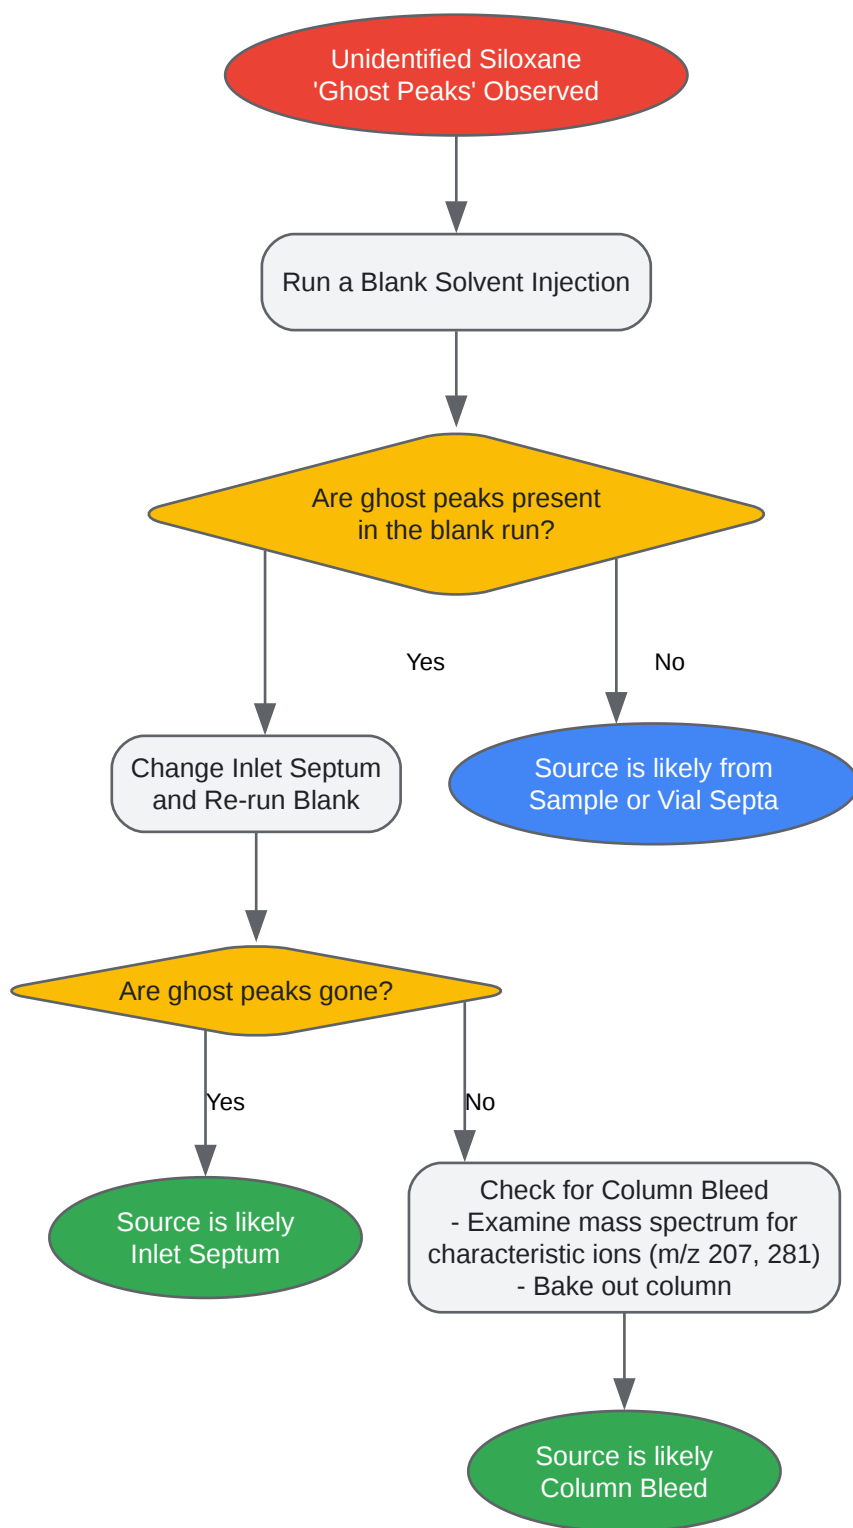 Unidentified Siloxane
'Ghost Peaks' Observed
Run a Blank Solvent Injection
Are ghost peaks present
in the blank run?
Yes
No
Change Inlet Septum
and Re-run Blank
Source is likely from
Sample or Vial Septa
Are ghost peaks gone?
Yes
No
Source is likely
Inlet Septum
Check for Column Bleed
- Examine mass spectrum for
characteristic ions (m/z 207, 281)
- Bake out column
Source is likely
Column Bleed